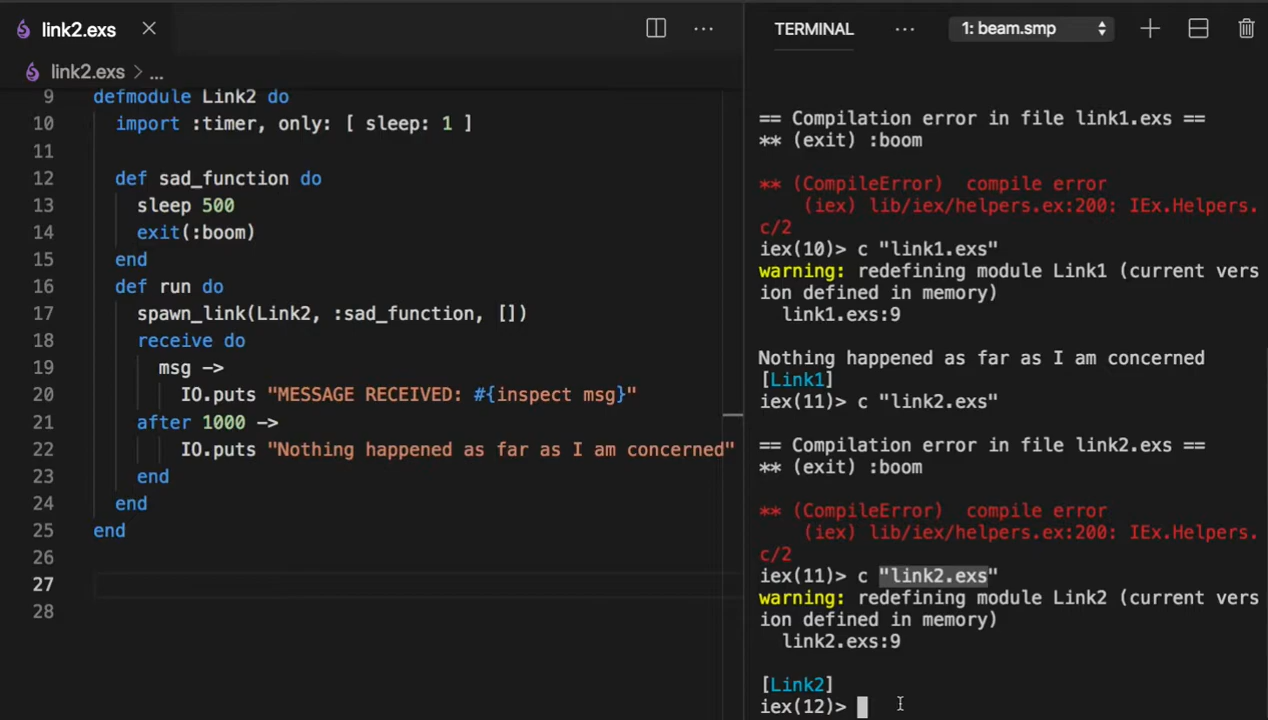 link2.exs
link2.exs > ...
9 defmodule Link2 do
10 import :timer, only: [ sleep: 1 ]
11
12 def sad_function do
13 sleep 500
14 exit(:boom)
15 end
16 def run do
17 spawn_link(Link2, :sad_function, [])
18 receive do
19 msg ->
20 IO.puts "MESSAGE RECEIVED: #{inspect msg}"
21 after 1000 ->
22 IO.puts "Nothing happened as far as I am concerned"
23 end
24 end
25 end
26
27
28
TERMINAL ... 1: beam.smp
== Compilation error in file link1.exs ==
** (exit) :boom
** (CompileError)  compile error
(iex) lib/iex/helpers.ex:200: IEx.Helpers.
c/2
iex(10)> c "link1.exs"
warning: redefining module Link1 (current vers
ion defined in memory)
link1.exs:9
Nothing happened as far as I am concerned
[Link1]
iex(11)> c "link2.exs"
== Compilation error in file link2.exs ==
** (exit) :boom
** (CompileError)  compile error
(iex) lib/iex/helpers.ex:200: IEx.Helpers.
c/2
iex(11)> c "link2.exs"
warning: redefining module Link2 (current vers
ion defined in memory)
link2.exs:9
[Link2]
iex(12)>